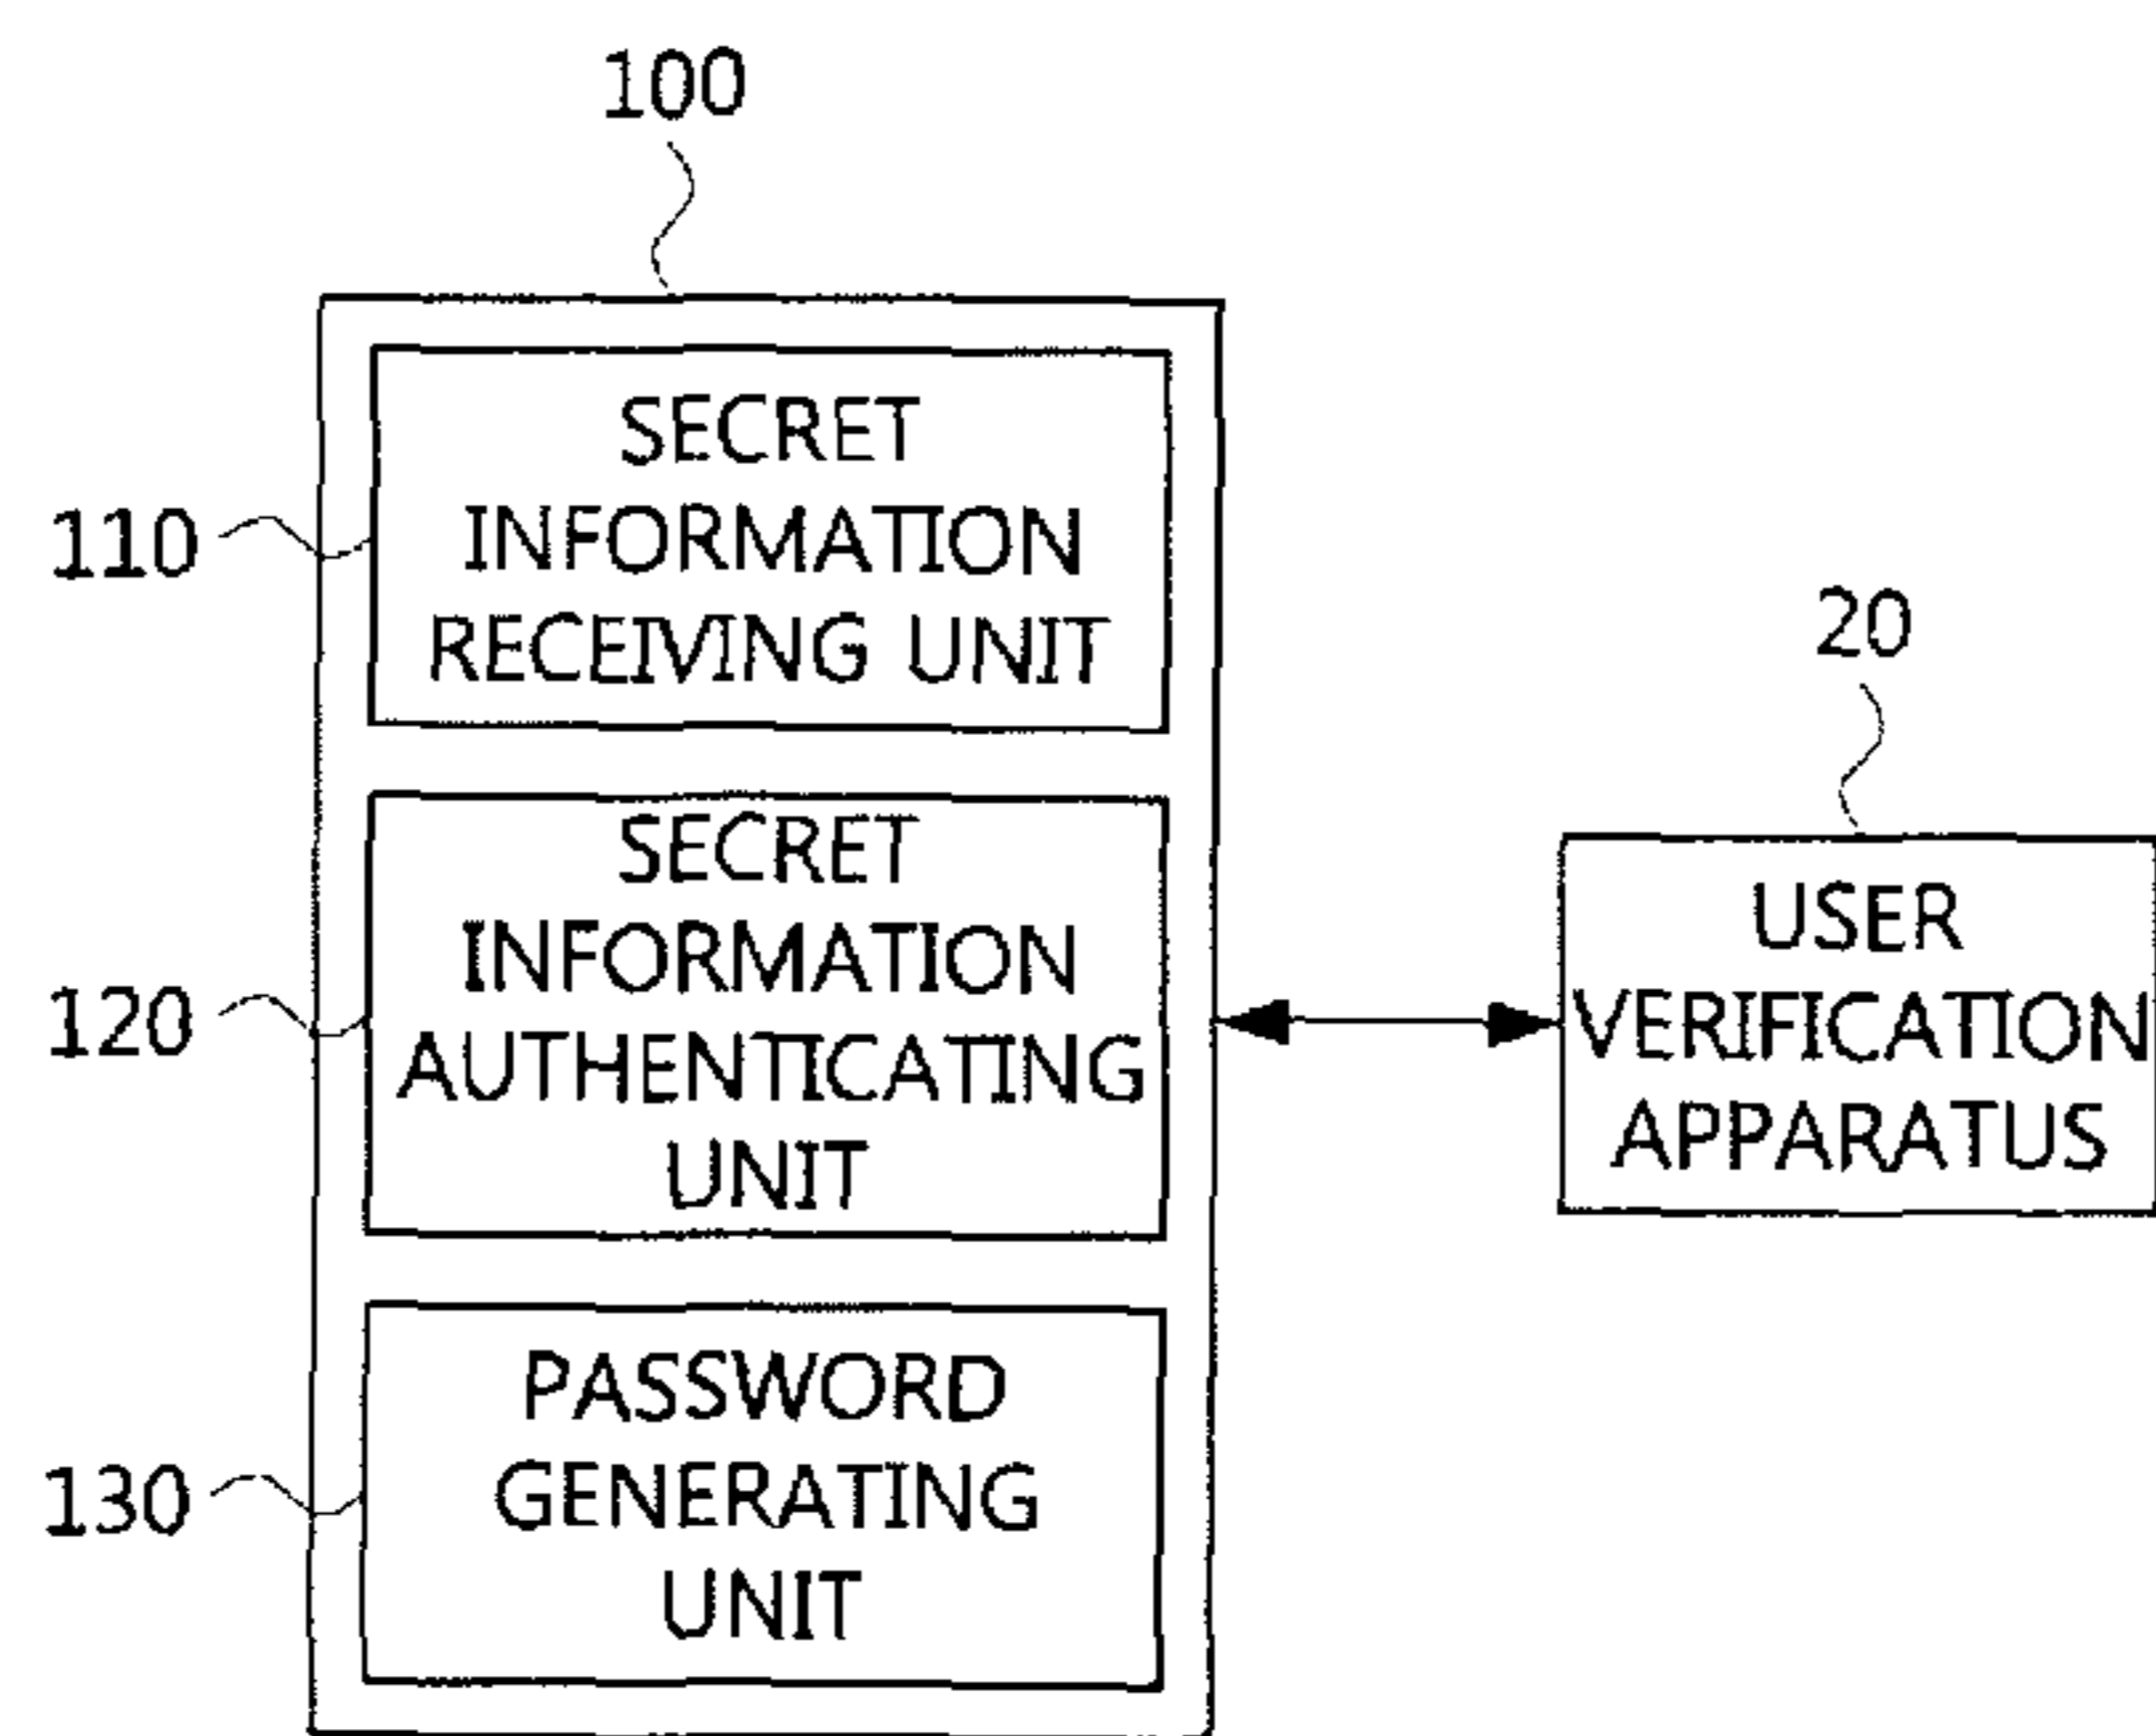 100
110
SECRET
INFORMATION
RECEIVING UNIT
120
SECRET
INFORMATION
AUTHENTICATING
UNIT
130
PASSWORD
GENERATING
UNIT
20
USER
VERIFICATION
APPARATUS